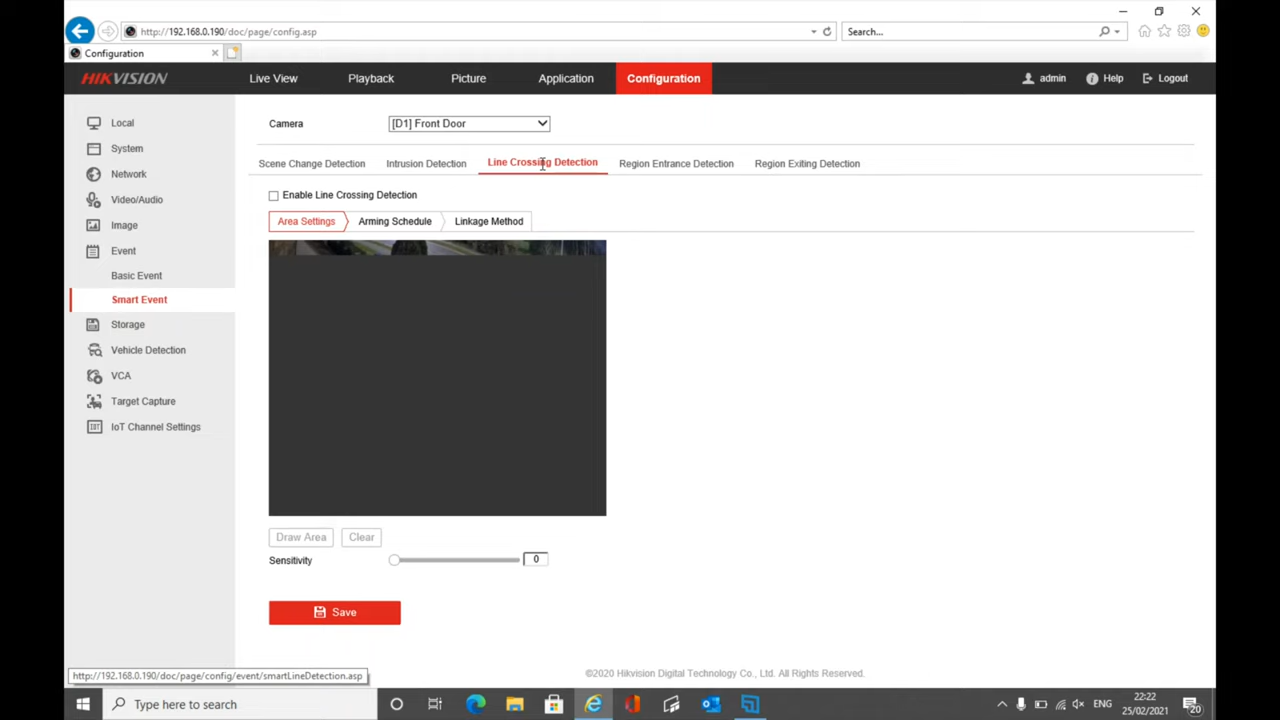 http://192.168.0.190/doc/page/config.asp
Search...
Configuration
HIKVISION
Live View
Playback
Picture
Application
Configuration
admin
Help
Logout
Local
System
Network
Video/Audio
Image
Event
Basic Event
Smart Event
Storage
Vehicle Detection
VCA
Target Capture
IOT
IoT Channel Settings
Camera
[D1] Front Door
Scene Change Detection
Intrusion Detection
Line Crossing Detection
Region Entrance Detection
Region Exiting Detection
Enable Line Crossing Detection
Area Settings
Arming Schedule
Linkage Method
Draw Area
Clear
Sensitivity
0
Save
©2020 Hikvision Digital Technology Co., Ltd. All Rights Reserved.
http://192.168.0.190/doc/page/config/event/smartLineDetection.asp
Type here to search
ENG
22:22
25/02/2021
20